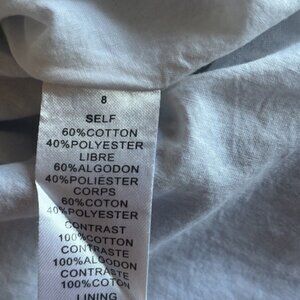 8
SELF
60%COTTON
40%POLYESTER
LIBRE
60%ALGODON
40%POLIÉSTER
CORPS
60%COTON
40%POLYESTER
CONTRAST
100%COTTON
CONTRASTE
100%ALGODON
CONTRASTE
100%COTON
LINING